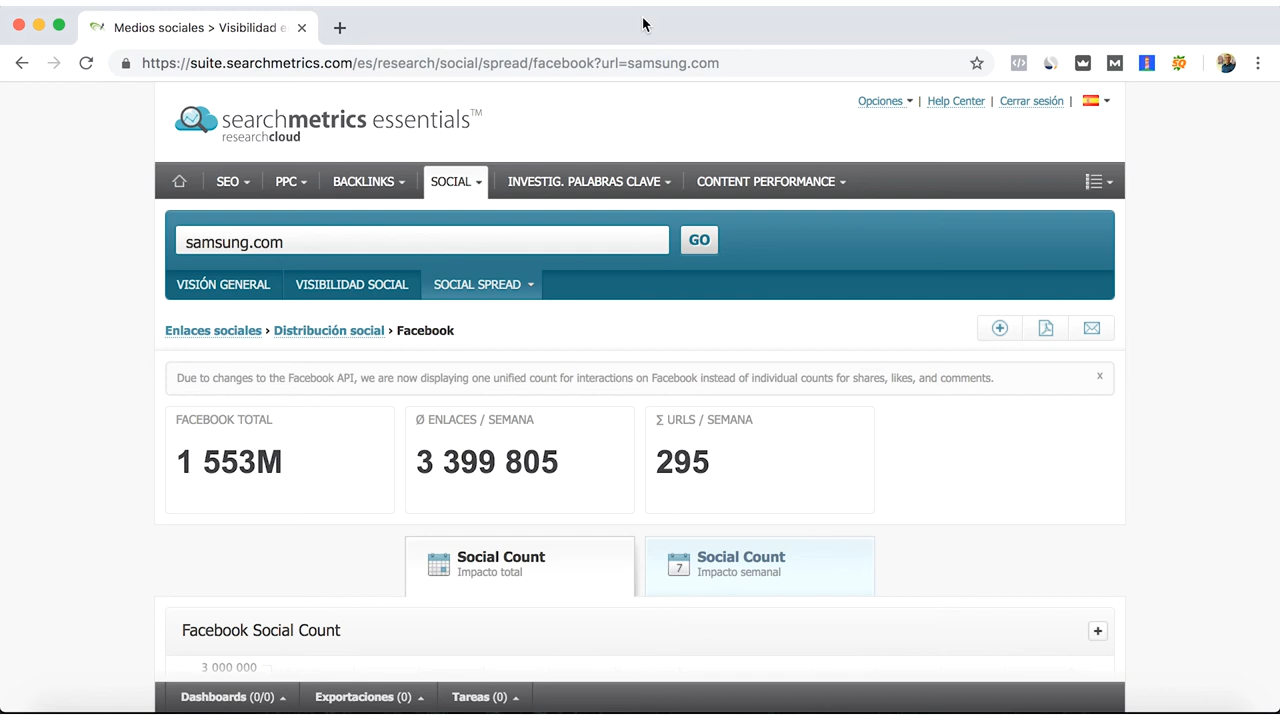 Medios sociales > Visibilidad e
https://suite.searchmetrics.com/es/research/social/spread/facebook?url=samsung.com
Opciones | Help Center | Cerrar sesión |
searchmetrics essentials™
researchcloud
SEO PPC BACKLINKS SOCIAL INVESTIG. PALABRAS CLAVE CONTENT PERFORMANCE
samsung.com GO
VISIÓN GENERAL VISIBILIDAD SOCIAL SOCIAL SPREAD
Enlaces sociales › Distribución social › Facebook
Due to changes to the Facebook API, we are now displaying one unified count for interactions on Facebook instead of individual counts for shares, likes, and comments. x
FACEBOOK TOTAL Ø ENLACES / SEMANA Σ URLS / SEMANA
1 553M 3 399 805 295
Social Count Social Count
Impacto total 7 Impacto semanal
Facebook Social Count
3 000 000
Dashboards (0/0) Exportaciones (0) Tareas (0)